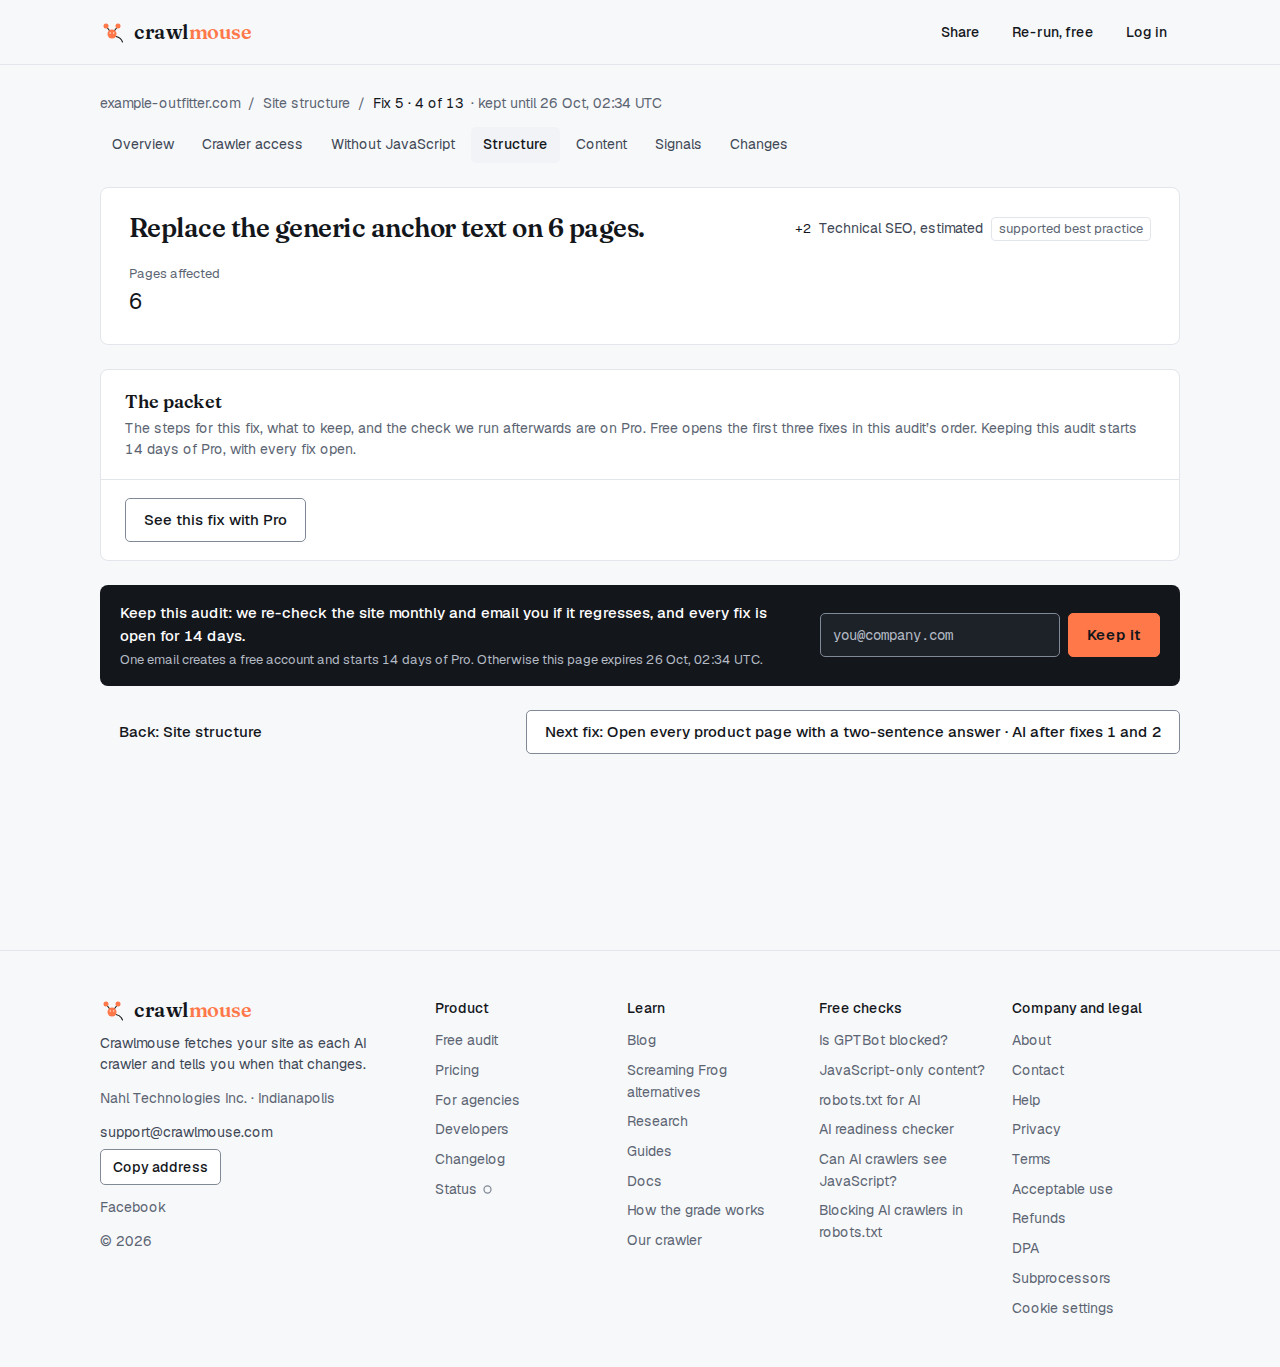 crawlmouse
Share Re-run, free Log in
example-outfitter.com / Site structure / Fix 5 · 4 of 13 · kept until 26 Oct, 02:34 UTC
Overview Crawler access Without JavaScript Structure Content Signals Changes
Replace the generic anchor text on 6 pages.
+2 Technical SEO, estimated supported best practice
Pages affected
6
The packet
The steps for this fix, what to keep, and the check we run afterwards are on Pro. Free opens the first three fixes in this audit's order. Keeping this audit starts
14 days of Pro, with every fix open.
See this fix with Pro
Keep this audit: we re-check the site monthly and email you if it regresses, and every fix is
open for 14 days.
One email creates a free account and starts 14 days of Pro. Otherwise this page expires 26 Oct, 02:34 UTC.
you@company.com
Keep it
Back: Site structure
Next fix: Open every product page with a two-sentence answer · AI after fixes 1 and 2
crawlmouse
Crawlmouse fetches your site as each AI
crawler and tells you when that changes.
Nahl Technologies Inc. · Indianapolis
support@crawlmouse.com
Copy address
Facebook
© 2026
Product
Free audit
Pricing
For agencies
Developers
Changelog
Status
Learn
Blog
Screaming Frog
alternatives
Research
Guides
Docs
How the grade works
Our crawler
Free checks
Is GPTBot blocked?
JavaScript-only content?
robots.txt for AI
AI readiness checker
Can AI crawlers see
JavaScript?
Blocking AI crawlers in
robots.txt
Company and legal
About
Contact
Help
Privacy
Terms
Acceptable use
Refunds
DPA
Subprocessors
Cookie settings